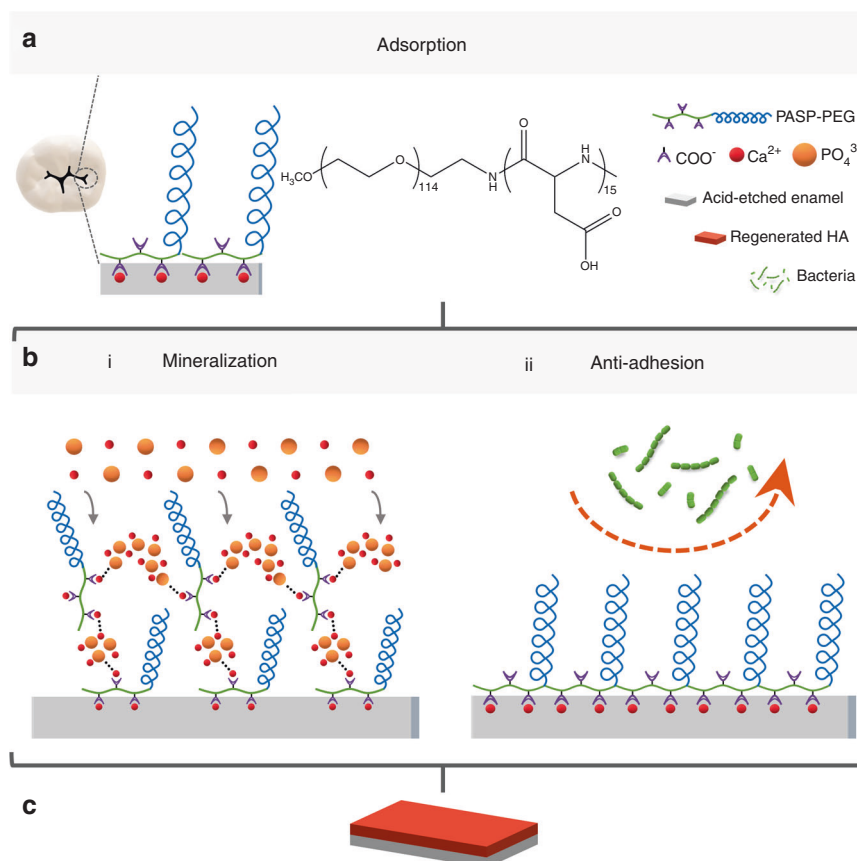 a
Adsorption
PASP-PEG
COO⁻
Ca²⁺
PO₄³
Acid-etched enamel
Regenerated HA
Bacteria
H₃CO
O
114
N
H
O
H
N
15
O
OH
b
i Mineralization
ii Anti-adhesion
c